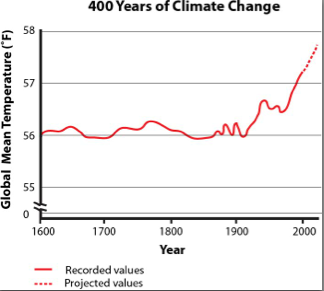 400 Years of Climate Change
Global Mean Temperature (°F)
58
57
56
55
0
1600 1700 1800 1900 2000
Year
Recorded values
Projected values